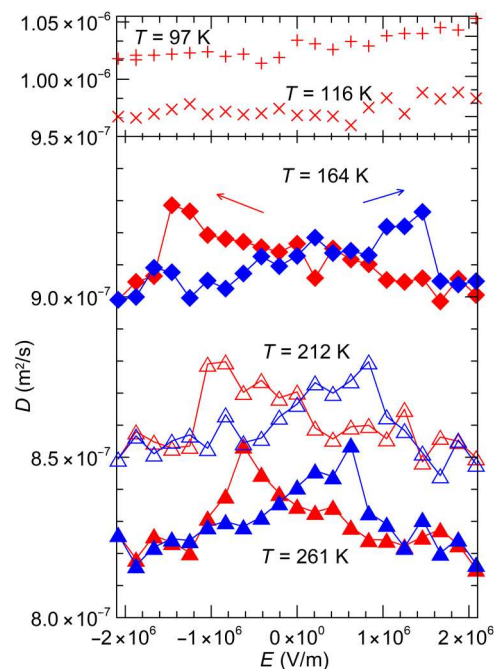 1.05×10⁻⁶
T = 97 K
1.00×10⁻⁶
T = 116 K
9.5×10⁻⁷
T = 164 K
9.0×10⁻⁷
D (m²/s)
T = 212 K
8.5×10⁻⁷
T = 261 K
8.0×10⁻⁷
−2×10⁶ −1×10⁶ 0×10⁰ 1×10⁶ 2×10⁶
E (V/m)